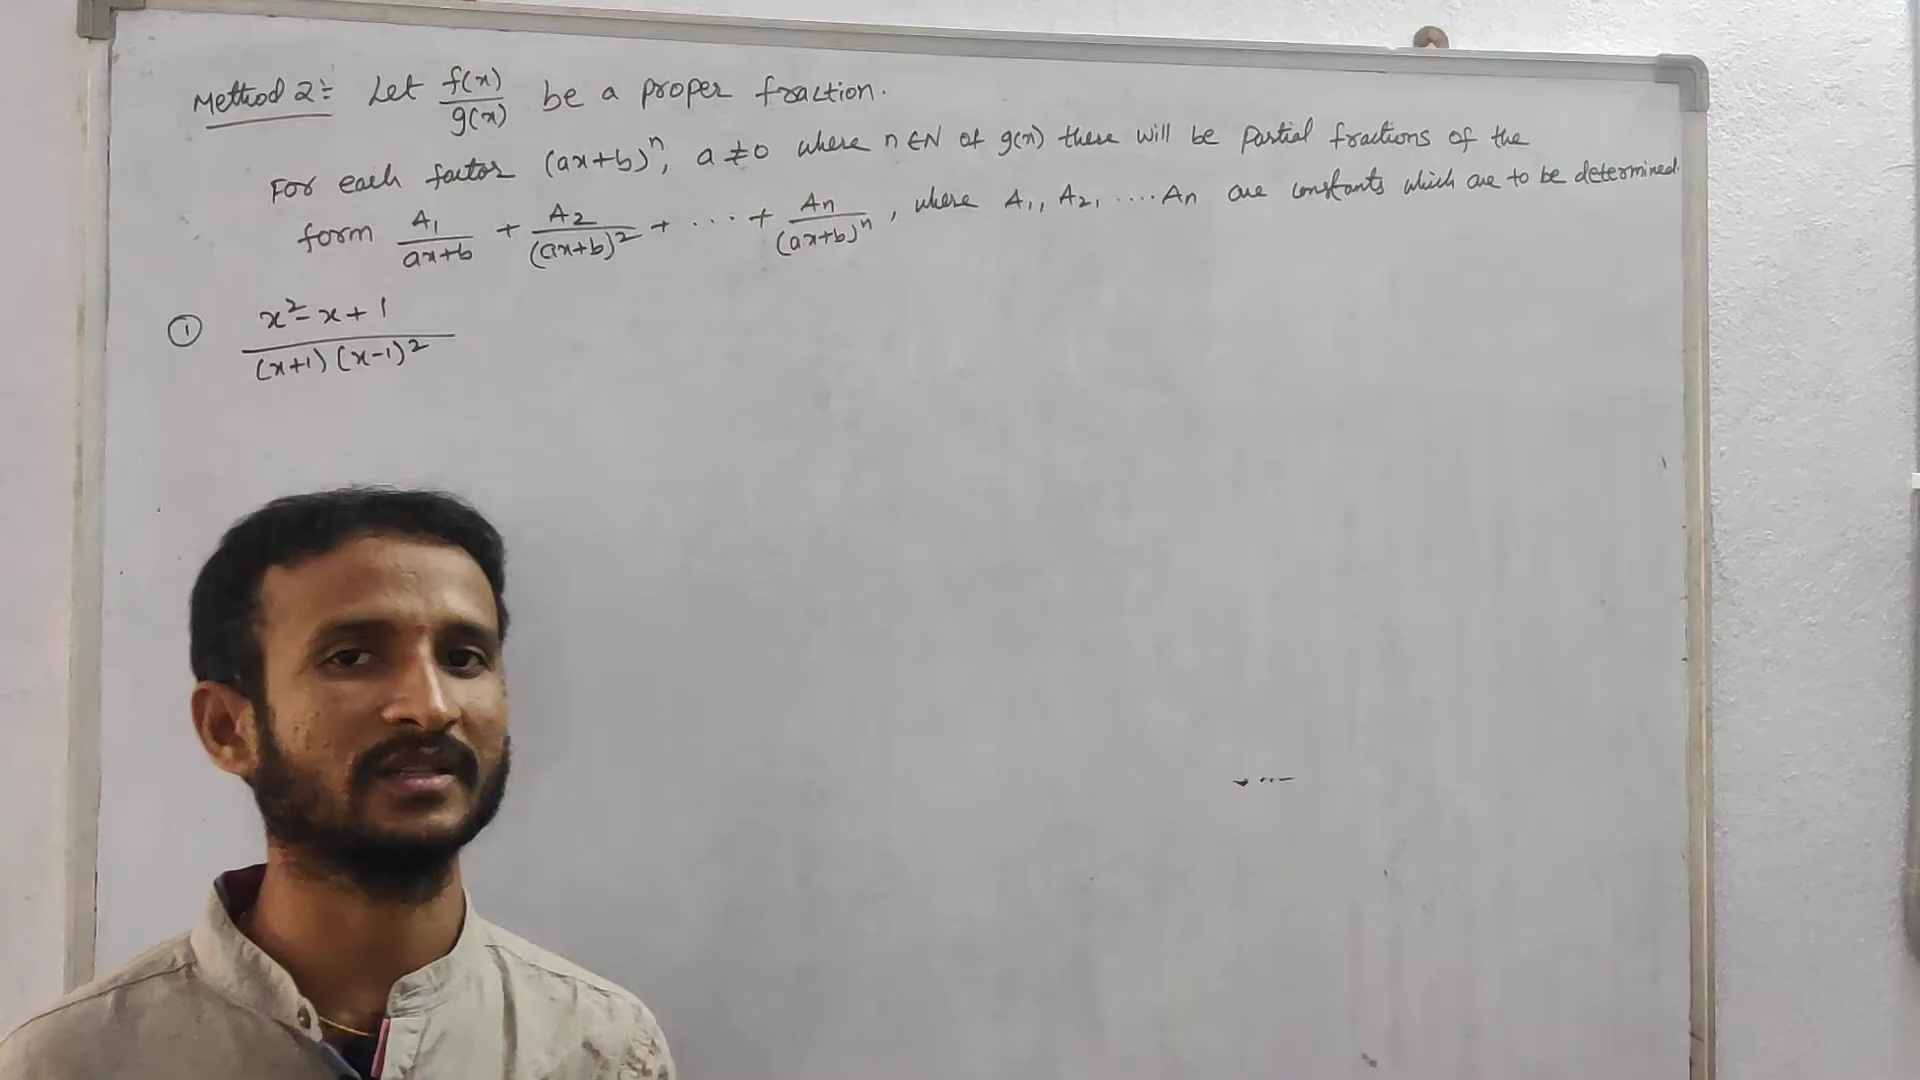 Method 2:- Let f(x)/g(x) be a proper fraction.
For each factor (ax+b)^n, a≠0 where n∈N of g(x) there will be partial fractions of the
form A₁/(ax+b) + A₂/(ax+b)² + ....+ An/(ax+b)^n, where A₁, A₂, ....An are constants which are to be determined.
① (x²-x+1)/((x+1)(x-1)²)